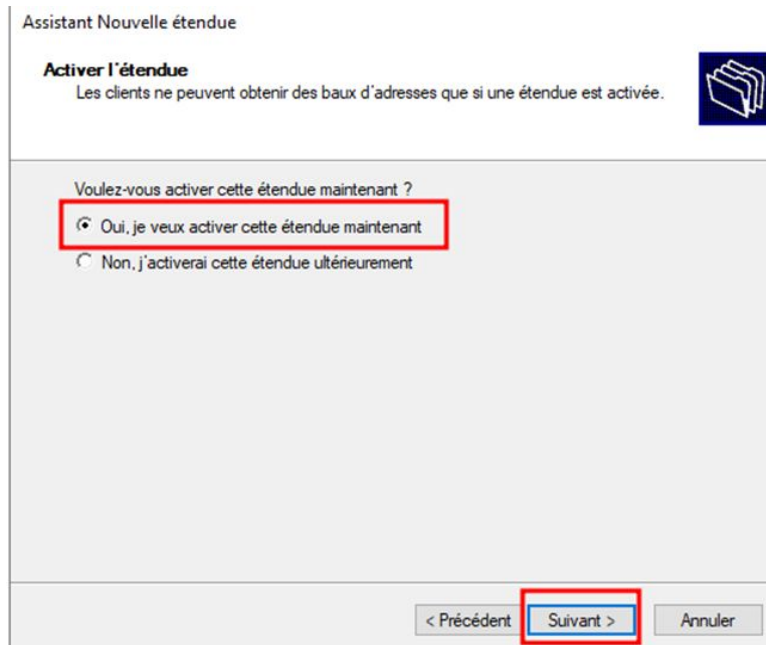 Assistant Nouvelle étendue
Activer l'étendue
Les clients ne peuvent obtenir des baux d'adresses que si une étendue est activée.
Voulez-vous activer cette étendue maintenant ?
Oui, je veux activer cette étendue maintenant
Non, j'activerai cette étendue ultérieurement
< Précédent Suivant > Annuler